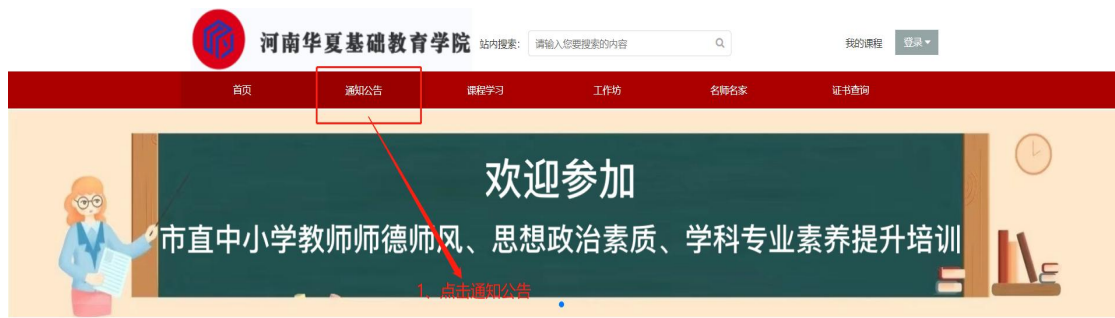 河南华夏基础教育学院 站内搜索： 请输入您要搜索的内容 我的课程 登录
首页 通知公告 课程学习 工作坊 名师名家 证书查询
欢迎参加
市直中小学教师师德师风、思想政治素质、学科专业素养提升培训
1、点击通知公告